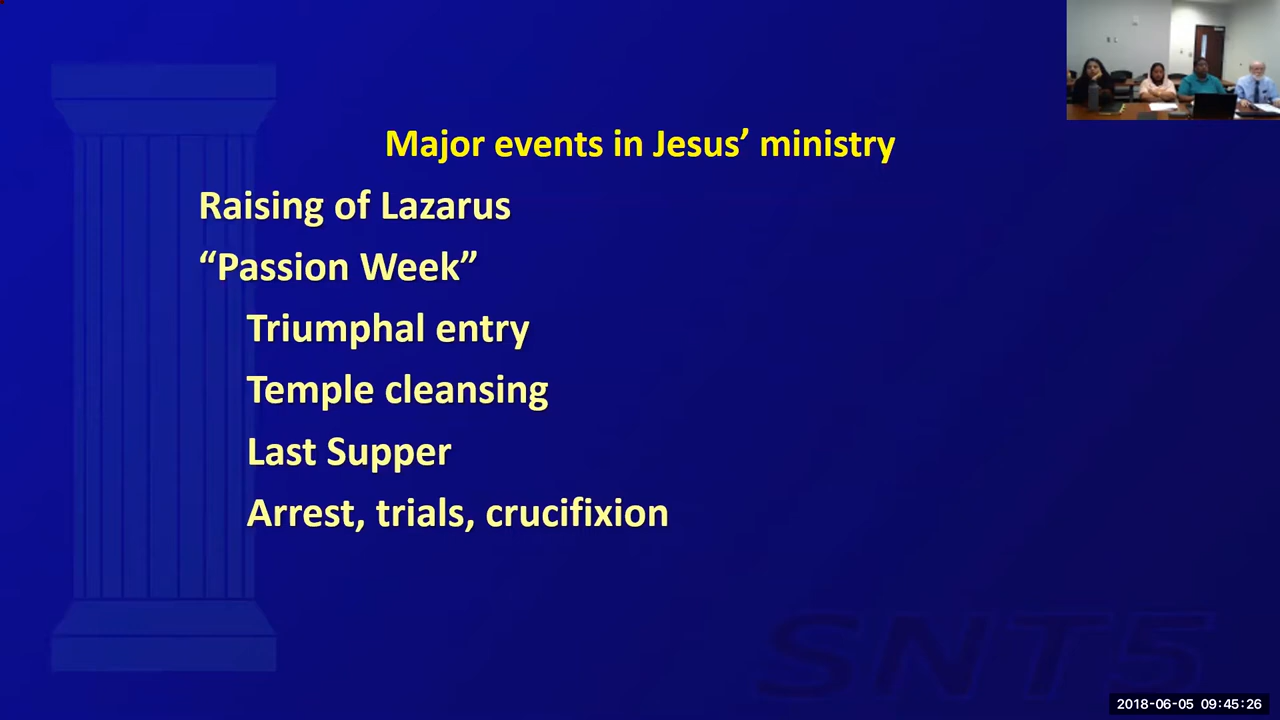 Major events in Jesus’ ministry
Raising of Lazarus
“Passion Week”
Triumphal entry
Temple cleansing
Last Supper
Arrest, trials, crucifixion
SNT5
2018-06-05 09:45:26